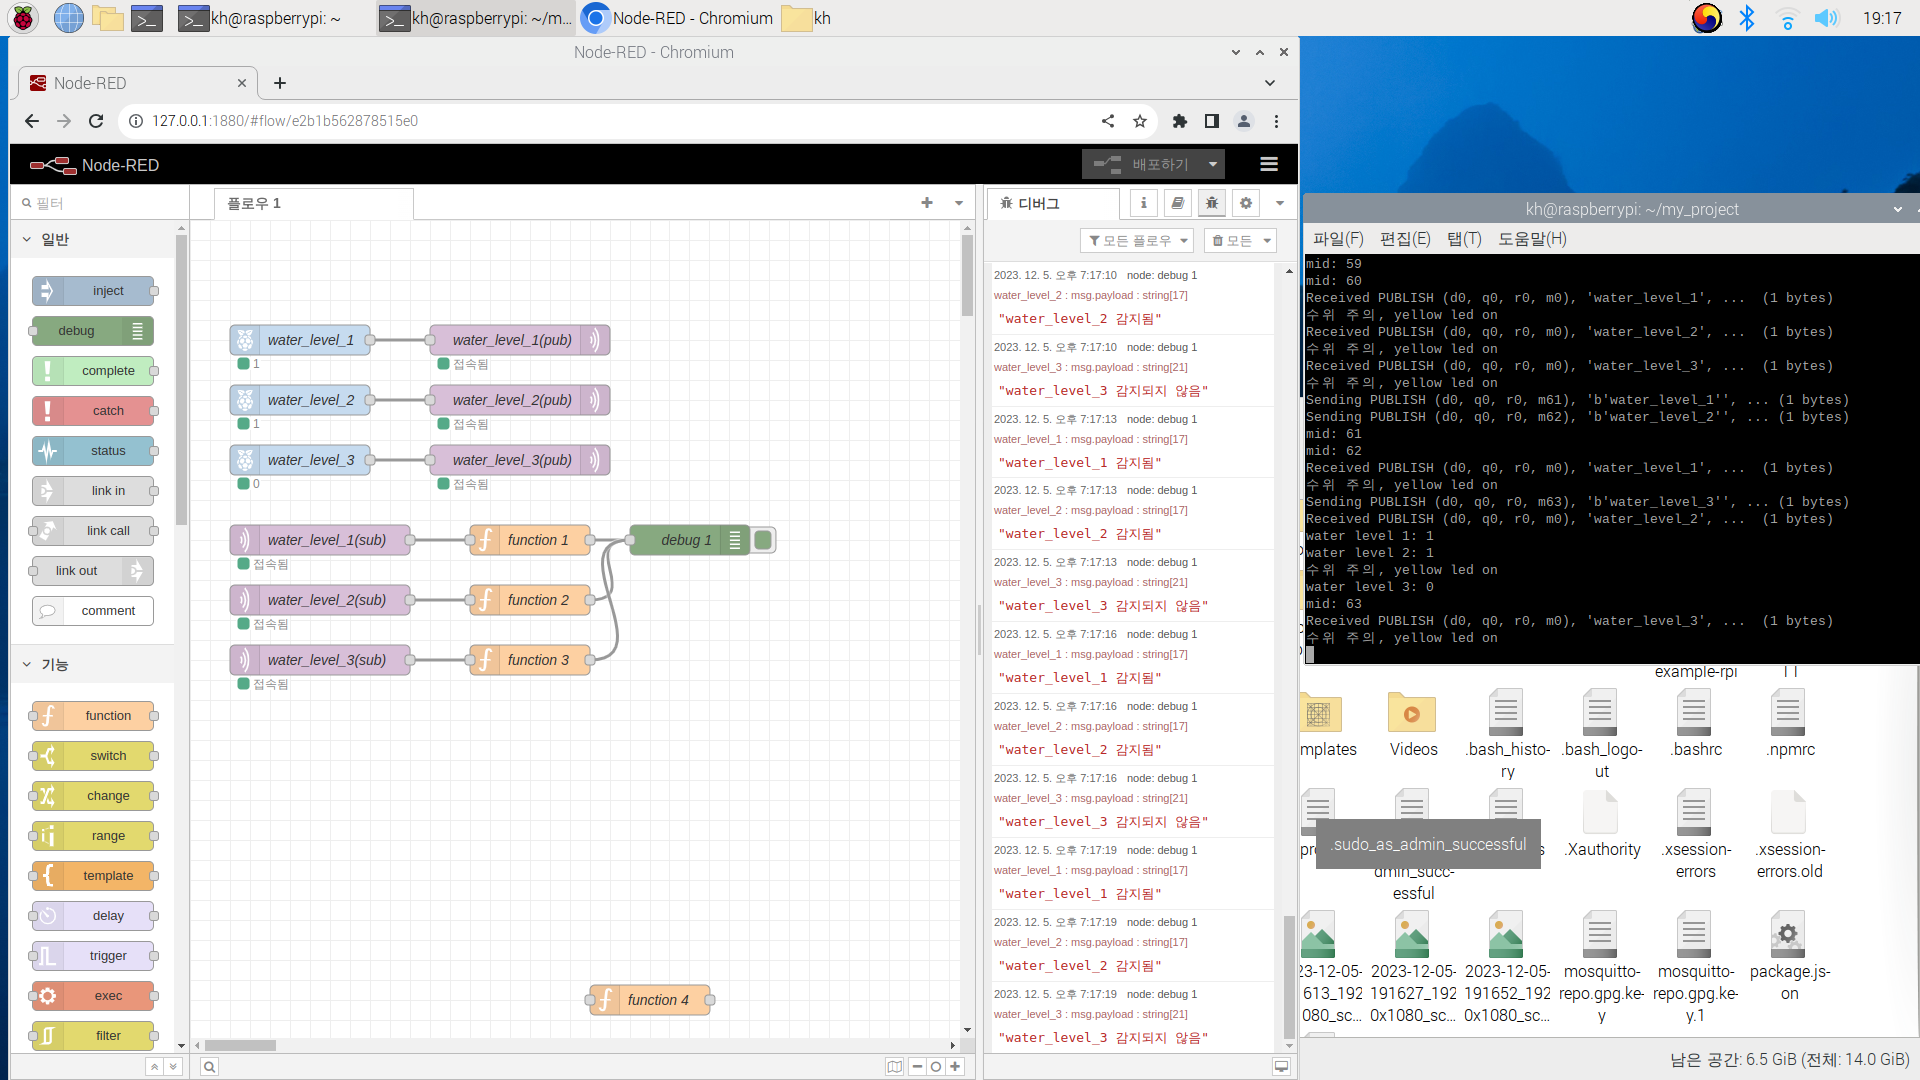 kh@raspberrypi: ~
kh@raspberrypi: ~/m...
Node-RED - Chromium
kh
19:17
Node-RED - Chromium
Node-RED
127.0.0.1:1880/#flow/e2b1b562878515e0
Node-RED
배포하기
필터
플로우 1
디버그
모든 플로우
모든
일반
inject
debug
complete
catch
status
link in
link call
link out
comment
기능
function
switch
change
range
template
delay
trigger
exec
filter
water_level_1
1
water_level_1(pub)
접속됨
water_level_2
1
water_level_2(pub)
접속됨
water_level_3
0
water_level_3(pub)
접속됨
water_level_1(sub)
접속됨
function 1
debug 1
water_level_2(sub)
접속됨
function 2
water_level_3(sub)
접속됨
function 3
function 4
2023. 12. 5. 오후 7:17:10 node: debug 1
water_level_2 : msg.payload : string[17]
"water_level_2 감지됨"
2023. 12. 5. 오후 7:17:10 node: debug 1
water_level_3 : msg.payload : string[21]
"water_level_3 감지되지 않음"
2023. 12. 5. 오후 7:17:13 node: debug 1
water_level_1 : msg.payload : string[17]
"water_level_1 감지됨"
2023. 12. 5. 오후 7:17:13 node: debug 1
water_level_2 : msg.payload : string[17]
"water_level_2 감지됨"
2023. 12. 5. 오후 7:17:13 node: debug 1
water_level_3 : msg.payload : string[21]
"water_level_3 감지되지 않음"
2023. 12. 5. 오후 7:17:16 node: debug 1
water_level_1 : msg.payload : string[17]
"water_level_1 감지됨"
2023. 12. 5. 오후 7:17:16 node: debug 1
water_level_2 : msg.payload : string[17]
"water_level_2 감지됨"
2023. 12. 5. 오후 7:17:16 node: debug 1
water_level_3 : msg.payload : string[21]
"water_level_3 감지되지 않음"
2023. 12. 5. 오후 7:17:19 node: debug 1
water_level_1 : msg.payload : string[17]
"water_level_1 감지됨"
2023. 12. 5. 오후 7:17:19 node: debug 1
water_level_2 : msg.payload : string[17]
"water_level_2 감지됨"
2023. 12. 5. 오후 7:17:19 node: debug 1
water_level_3 : msg.payload : string[21]
"water_level_3 감지되지 않음"
kh@raspberrypi: ~/my_project
파일(F) 편집(E) 탭(T) 도움말(H)
mid: 59
mid: 60
Received PUBLISH (d0, q0, r0, m0), 'water_level_1', ... (1 bytes)
수위 주의, yellow led on
Received PUBLISH (d0, q0, r0, m0), 'water_level_2', ... (1 bytes)
수위 주의, yellow led on
Received PUBLISH (d0, q0, r0, m0), 'water_level_3', ... (1 bytes)
수위 주의, yellow led on
Sending PUBLISH (d0, q0, r0, m61), 'b'water_level_1'', ... (1 bytes)
Sending PUBLISH (d0, q0, r0, m62), 'b'water_level_2'', ... (1 bytes)
mid: 61
mid: 62
Received PUBLISH (d0, q0, r0, m0), 'water_level_1', ... (1 bytes)
수위 주의, yellow led on
Sending PUBLISH (d0, q0, r0, m63), 'b'water_level_3'', ... (1 bytes)
Received PUBLISH (d0, q0, r0, m0), 'water_level_2', ... (1 bytes)
water level 1: 1
water level 2: 1
수위 주의, yellow led on
water level 3: 0
mid: 63
Received PUBLISH (d0, q0, r0, m0), 'water_level_3', ... (1 bytes)
수위 주의, yellow led on
example-rpi
mplates
Videos
.bash_histo-
ry
.bash_logo-
ut
.bashrc
.npmrc
.sudo_as_admin_successful
dmin_succ-
essful
.Xauthority
.xsession-
errors
.xsession-
errors.old
23-12-05-
613_192
080_sc...
2023-12-05-
191627_192
0x1080_sc...
2023-12-05-
191652_192
0x1080_sc...
mosquitto-
repo.gpg.ke-
y
mosquitto-
repo.gpg.ke-
y.1
package.js-
on
남은 공간: 6.5 GiB (전체: 14.0 GiB)